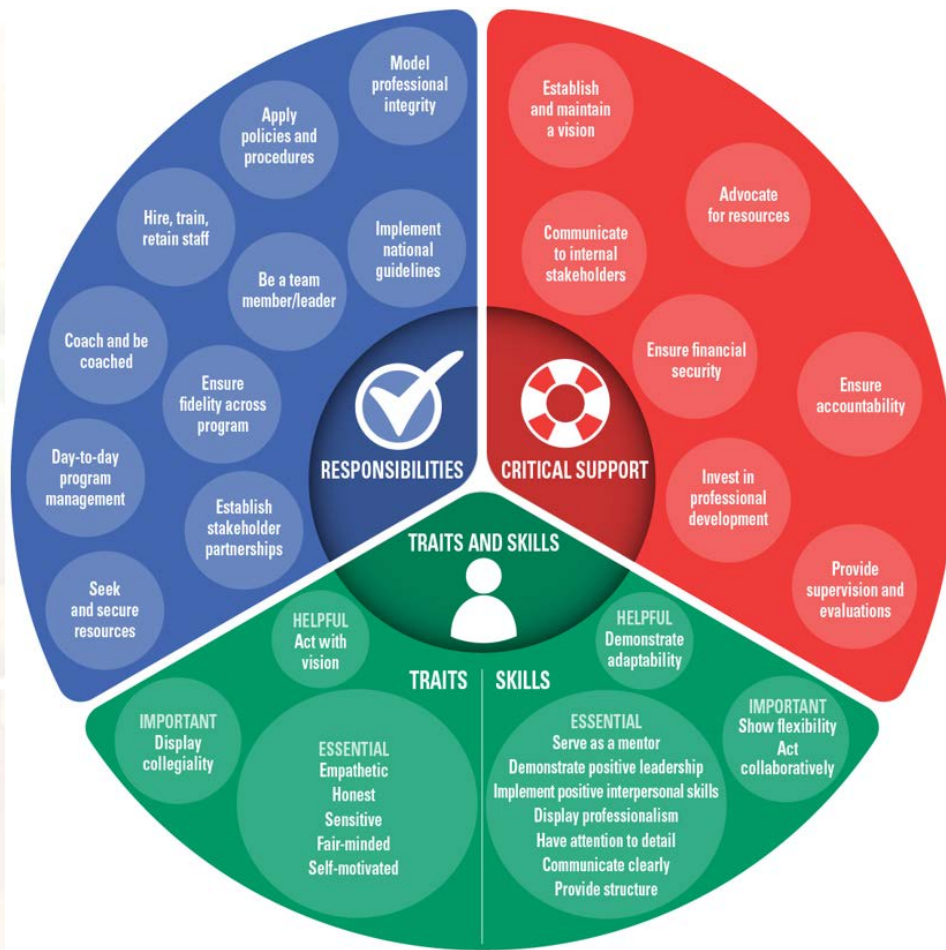 Model
professional
integrity
Apply
policies and
procedures
Hire, train,
retain staff
Implement
national
guidelines
Be a team
member/leader
Coach and be
coached
Ensure
fidelity across
program
Day-to-day
program
management
Establish
stakeholder
partnerships
Seek
and secure
resources
RESPONSIBILITIES
Establish
and maintain
a vision
Advocate
for resources
Communicate
to internal
stakeholders
Ensure financial
security
Ensure
accountability
Invest in
professional
development
Provide
supervision and
evaluations
CRITICAL SUPPORT
TRAITS AND SKILLS
HELPFUL
Act with
vision
TRAITS
IMPORTANT
Display
collegiality
ESSENTIAL
Empathetic
Honest
Sensitive
Fair-minded
Self-motivated
HELPFUL
Demonstrate
adaptability
SKILLS
ESSENTIAL
Serve as a mentor
Demonstrate positive leadership
Implement positive interpersonal skills
Display professionalism
Have attention to detail
Communicate clearly
Provide structure
IMPORTANT
Show flexibility
Act
collaboratively